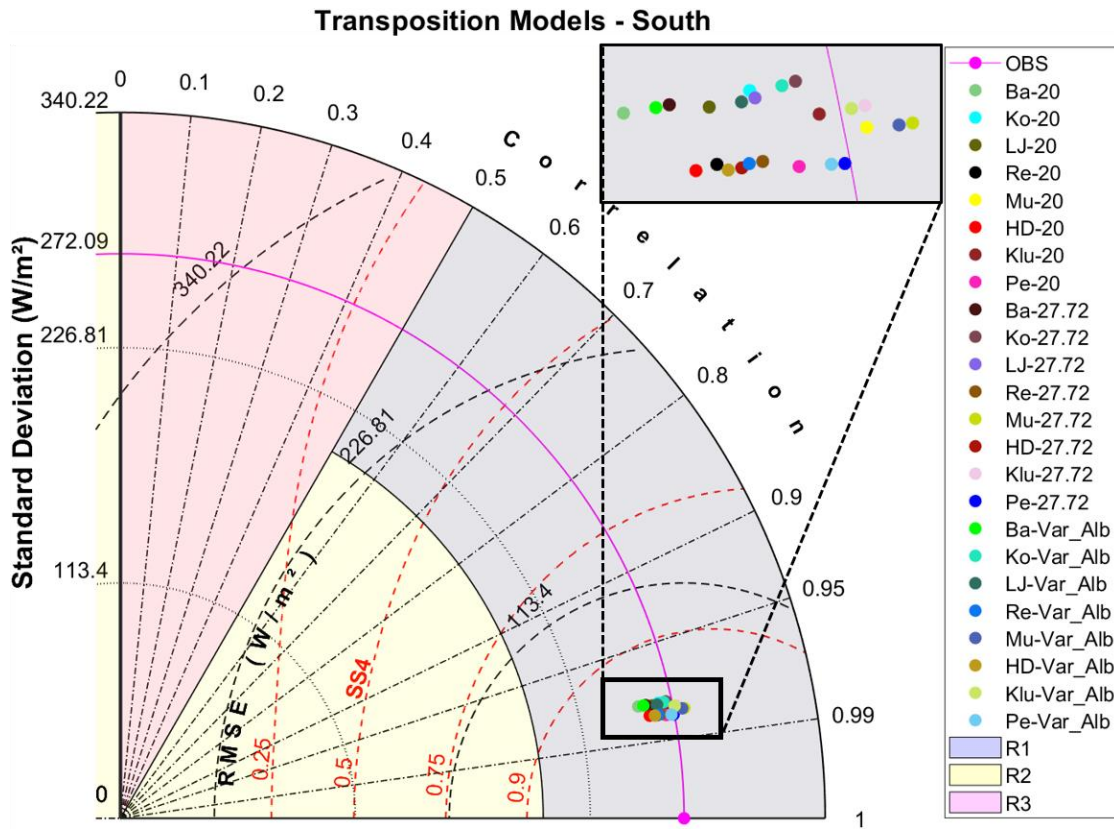 Transposition Models - South
Standard Deviation (W/m²)
340.22
272.09
226.81
113.4
0
0
0.1
0.2
0.3
0.4
0.5
0.6
0.7
0.8
0.9
0.95
0.99
1
Correlation
340.22
226.81
113.4
RMSE (W/m²)
SS4
0.25
0.5
0.75
0.9
OBS
Ba-20
Ko-20
LJ-20
Re-20
Mu-20
HD-20
Klu-20
Pe-20
Ba-27.72
Ko-27.72
LJ-27.72
Re-27.72
Mu-27.72
HD-27.72
Klu-27.72
Pe-27.72
Ba-Var_Alb
Ko-Var_Alb
LJ-Var_Alb
Re-Var_Alb
Mu-Var_Alb
HD-Var_Alb
Klu-Var_Alb
Pe-Var_Alb
R1
R2
R3